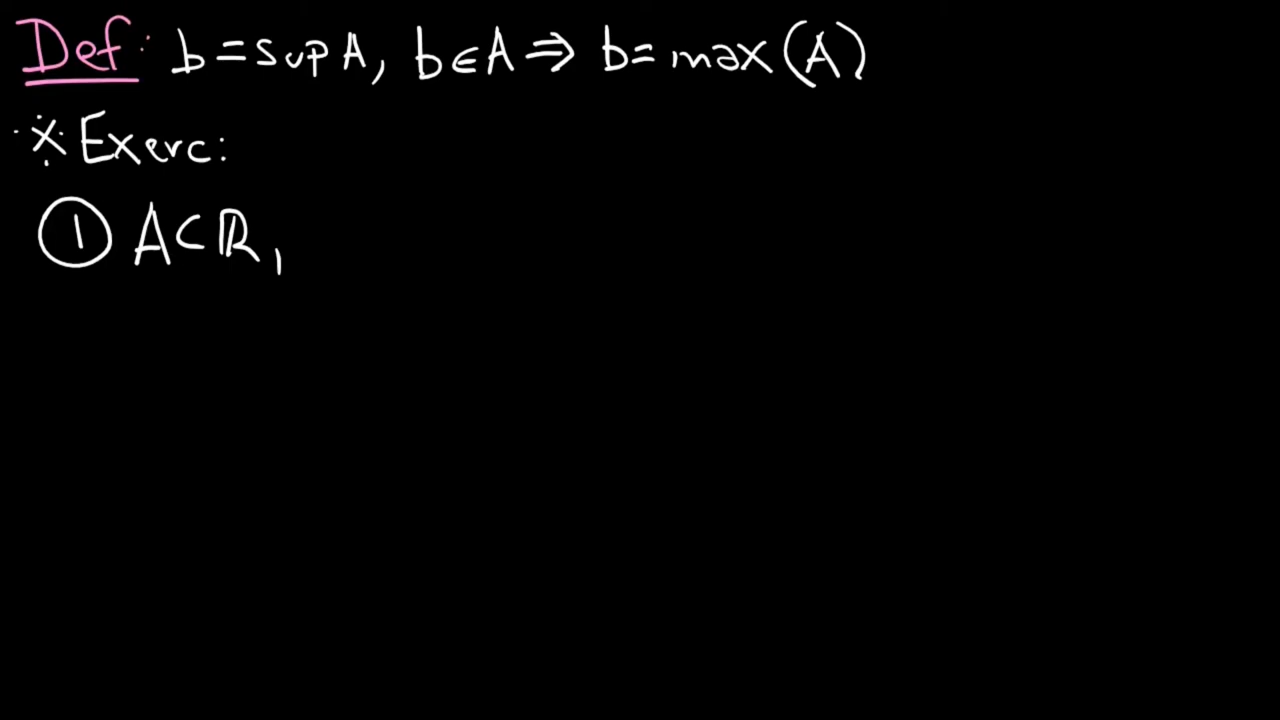 Def: b = sup A, b ∈ A ⇒ b = max (A)
※ Exerc:
① A ⊂ ℝ,